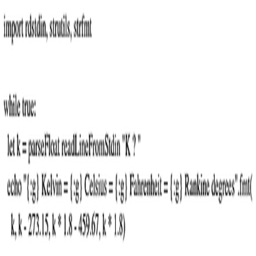 import rdstdin, strutils, strfmt
while true:
let k = parseFloat readLineFromStdin "K ? "
echo "{:g} Kelvin = {:g} Celsius = {:g} Fahrenheit = {:g} Rankine degrees".fmt(
k, k - 273.15, k * 1.8 - 459.67, k * 1.8)